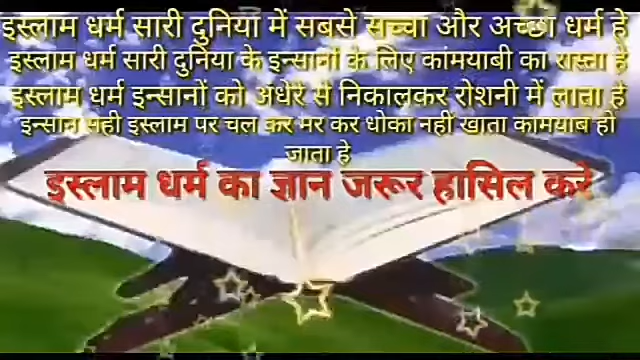 इस्लाम धर्म सारी दुनिया में सबसे सच्चा और अच्छा धर्म हे
इस्लाम धर्म सारी दुनिया के इन्सानों के लिए कांमयाबी का रास्ता हे
इस्लाम धर्म इन्सानों को अंधेरे से निकालकर रोशनी में लाता हे
इन्सान सही इस्लाम पर चल कर मर कर धोका नहीं खाता कामयाब हो
जाता हे
इस्लाम धर्म का ज्ञान जरूर हासिल करे